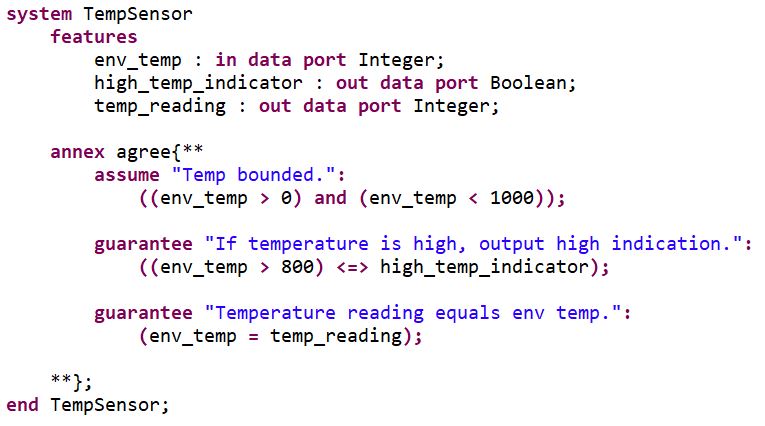 system TempSensor
features
env_temp : in data port Integer;
high_temp_indicator : out data port Boolean;
temp_reading : out data port Integer;
annex agree{**
assume "Temp bounded.":
((env_temp > 0) and (env_temp < 1000));
guarantee "If temperature is high, output high indication.":
((env_temp > 800) <=> high_temp_indicator);
guarantee "Temperature reading equals env temp.":
(env_temp = temp_reading);
**};
end TempSensor;